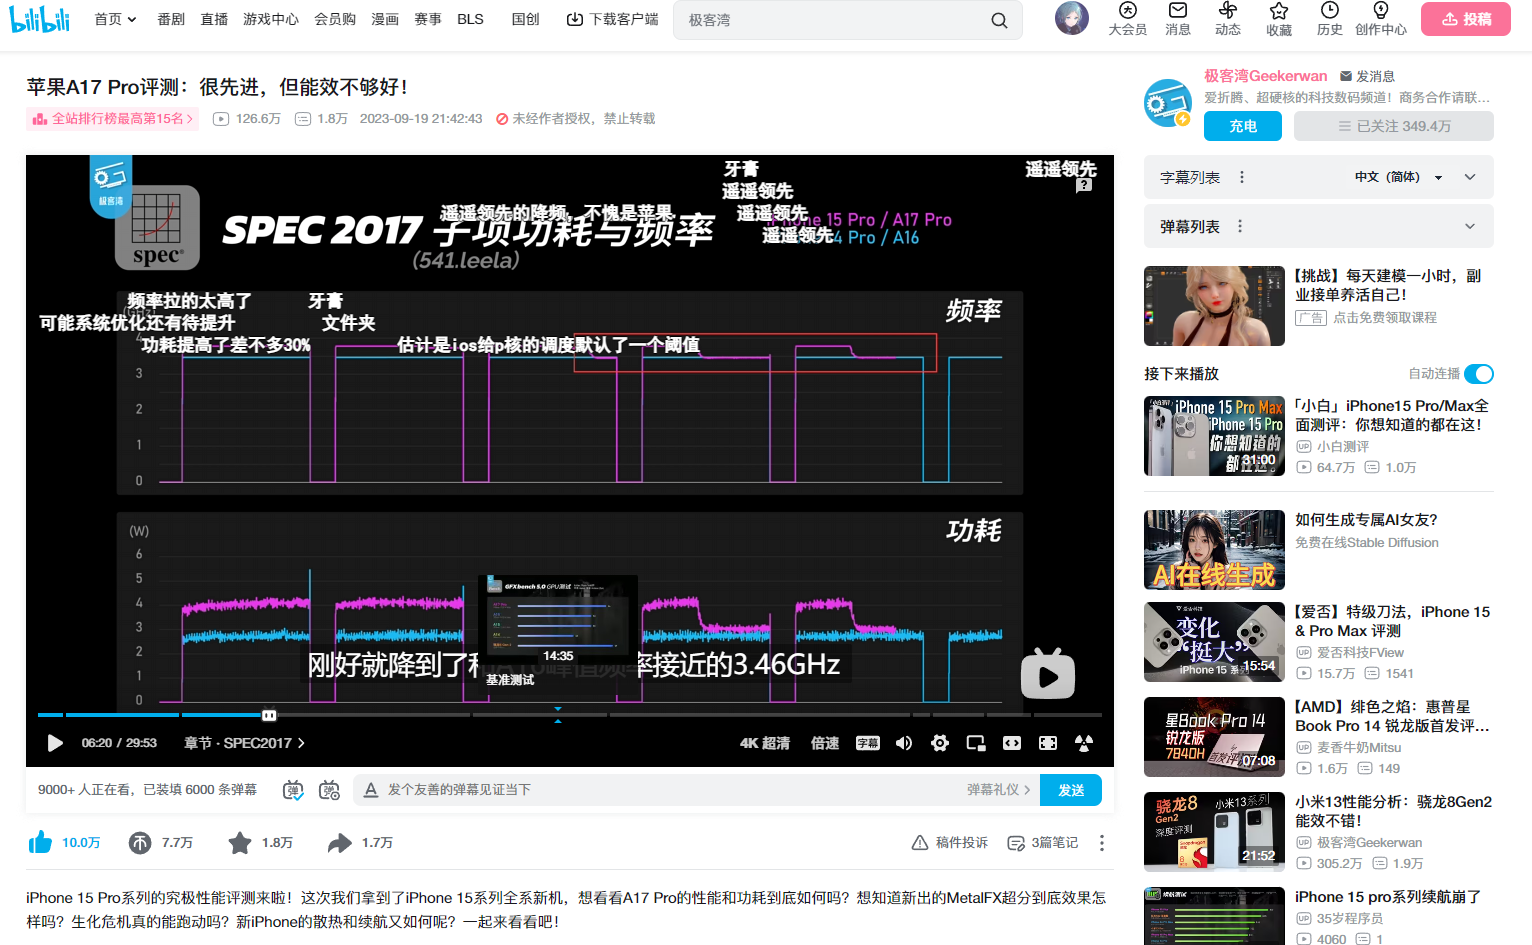 bilibili
首页
番剧
直播
游戏中心
会员购
漫画
赛事
BLS
国创
下载客户端
极客湾
大会员
消息
动态
收藏
历史
创作中心
投稿
苹果A17 Pro评测：很先进，但能效不够好！
全站排行榜最高第15名
126.6万
1.8万
2023-09-19 21:42:43
未经作者授权，禁止转载
极客湾Geekerwan
发消息
爱折腾、超硬核的科技数码频道！商务合作请联...
充电
已关注 349.4万
极客湾
spec
SPEC 2017 子项功耗与频率
(541.leela)
iPhone 15 Pro / A17 Pro
4 Pro / A16
牙膏
遥遥领先
遥遥领先
遥遥领先的降频，不愧是苹果
遥遥领先
遥遥领先
频率拉的太高了
牙膏
可能系统优化还有待提升
文件夹
功耗提高了差不多30%
估计是ios给p核的调度默认了一个阈值
(GHz)
频率
4
3
2
1
0
(W)
功耗
6
5
4
3
2
1
0
GFXbench 5.0 GPU测试
14:35
基准测试
刚好就降到了和A16峰值频率接近的3.46GHz
06:20 / 29:53
章节 · SPEC2017
4K 超清
倍速
字幕
9000+ 人正在看，已装填 6000 条弹幕
发个友善的弹幕见证当下
弹幕礼仪
发送
10.0万
7.7万
1.8万
1.7万
稿件投诉
3篇笔记
iPhone 15 Pro系列的究极性能评测来啦！这次我们拿到了iPhone 15系列全系新机，想看看A17 Pro的性能和功耗到底如何吗？想知道新出的MetalFX超分到底效果怎
样吗？生化危机真的能跑动吗？新iPhone的散热和续航又如何呢？一起来看看吧！
字幕列表
中文（简体）
弹幕列表
【挑战】每天建模一小时，副
业接单养活自己！
广告
点击免费领取课程
接下来播放
自动连播
iPhone 15 Pro Max
iPhone 15 Pro
你想知道的
都在这
31:00
「小白」iPhone15 Pro/Max全
面测评：你想知道的都在这！
UP 小白测评
64.7万
1.0万
AI在线生成
如何生成专属AI女友？
免费在线Stable Diffusion
变化
“挺大”
iPhone 15 系列
15:54
【爱否】特级刀法，iPhone 15
& Pro Max 评测
UP 爱否科技FView
15.7万
1541
星Book Pro 14
锐龙版
7840H
首发评测
07:08
【AMD】绯色之焰：惠普星
Book Pro 14 锐龙版首发评...
UP 麦香牛奶Mitsu
1.6万
149
骁龙8
Gen2
深度评测
小米13系列
21:52
小米13性能分析：骁龙8Gen2
能效不错！
UP 极客湾Geekerwan
305.2万
1.9万
iPhone 15 pro系列续航崩了
UP 35岁程序员
4060
1